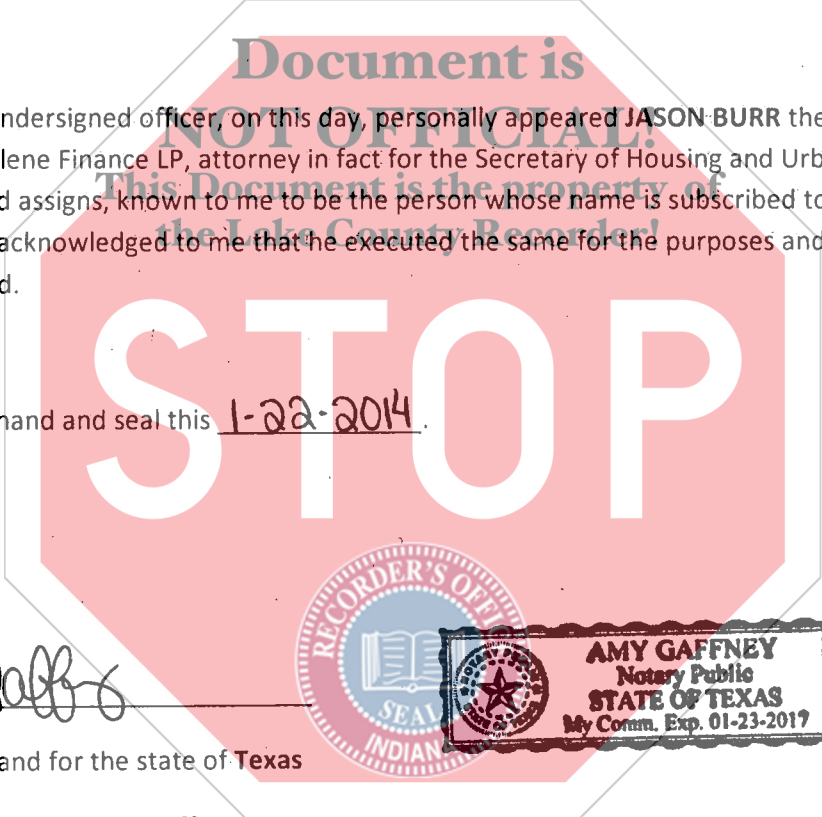 Document is
NOT OFFICIAL!
This Document is the property of
the Lake County Recorder!
ndersigned officer, on this day, personally appeared JASON BURR the
lene Finance LP, attorney in fact for the Secretary of Housing and Urb
d assigns, known to me to be the person whose name is subscribed to
acknowledged to me that he executed the same for the purposes and
d.
STOP
hand and seal this 1-22-2014.
RECORDER'S OFFI
SEAL
INDIANA
AMY GAFFNEY
Notary Public
STATE OF TEXAS
My Comm. Exp. 01-23-2017
and for the state of Texas